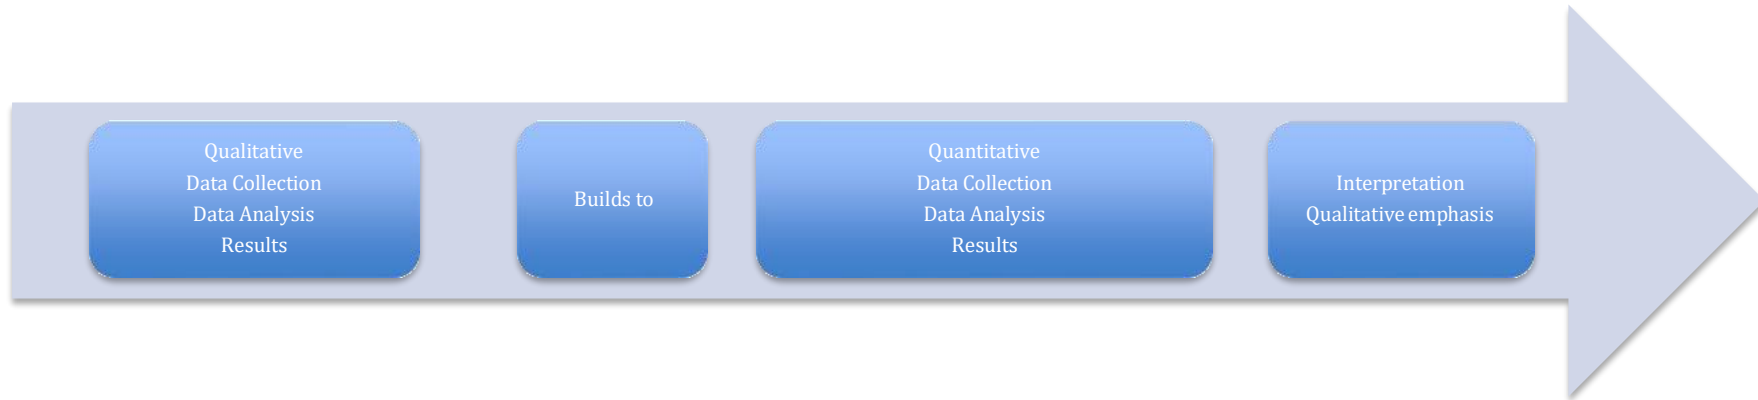 Qualitative
Data Collection
Data Analysis
Results
Builds to
Quantitative
Data Collection
Data Analysis
Results
Interpretation
Qualitative emphasis